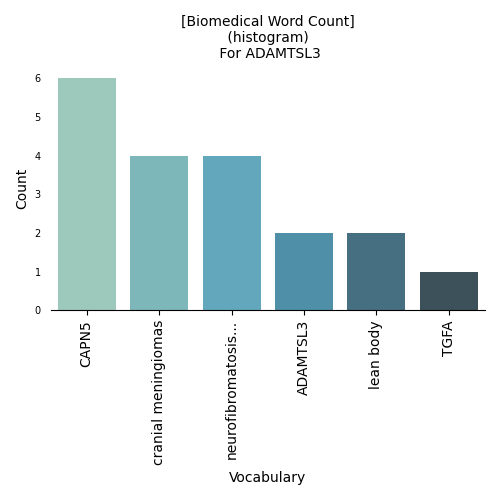 [Biomedical Word Count]
(histogram)
For ADAMTSL3
6
5
4
3
2
1
0
Count
CAPN5
cranial meningiomas
neurofibromatosis...
ADAMTSL3
lean body
TGFA
Vocabulary